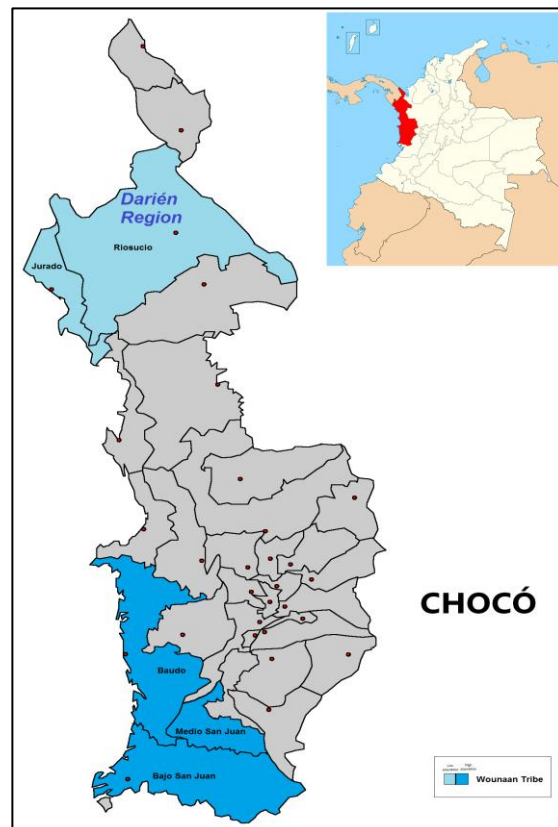 Darién
Region
Riosucio
Jurado
CHOCÓ
Baudo
Medio San Juan
Bajo San Juan
Wounaan Tribe